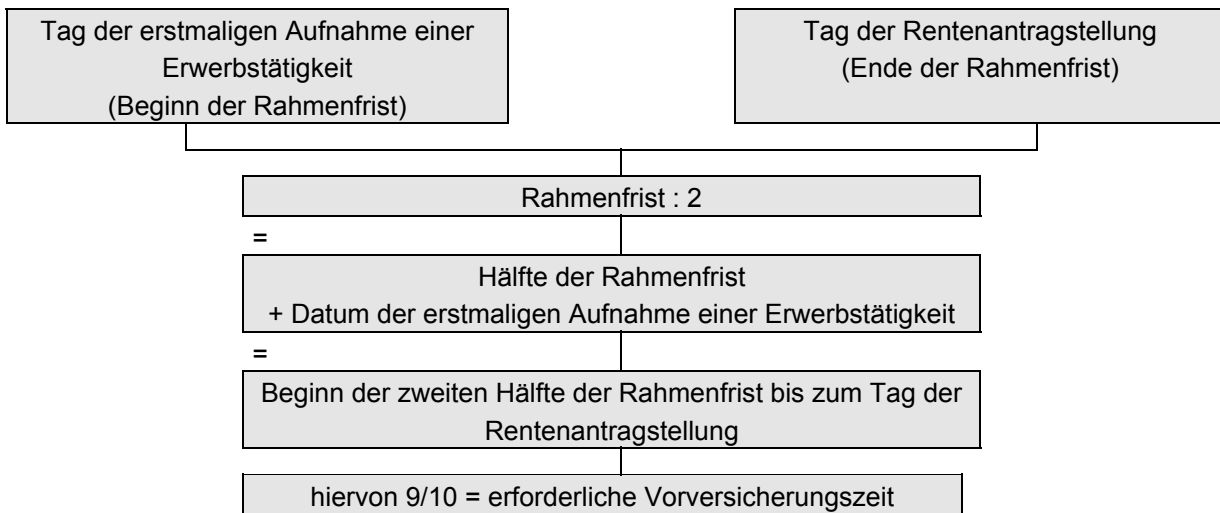 Tag der erstmaligen Aufnahme einer
Erwerbstätigkeit
(Beginn der Rahmenfrist)
Tag der Rentenantragstellung
(Ende der Rahmenfrist)
Rahmenfrist : 2
=
Hälfte der Rahmenfrist
+ Datum der erstmaligen Aufnahme einer Erwerbstätigkeit
=
Beginn der zweiten Hälfte der Rahmenfrist bis zum Tag der
Rentenantragstellung
hiervon 9/10 = erforderliche Vorversicherungszeit